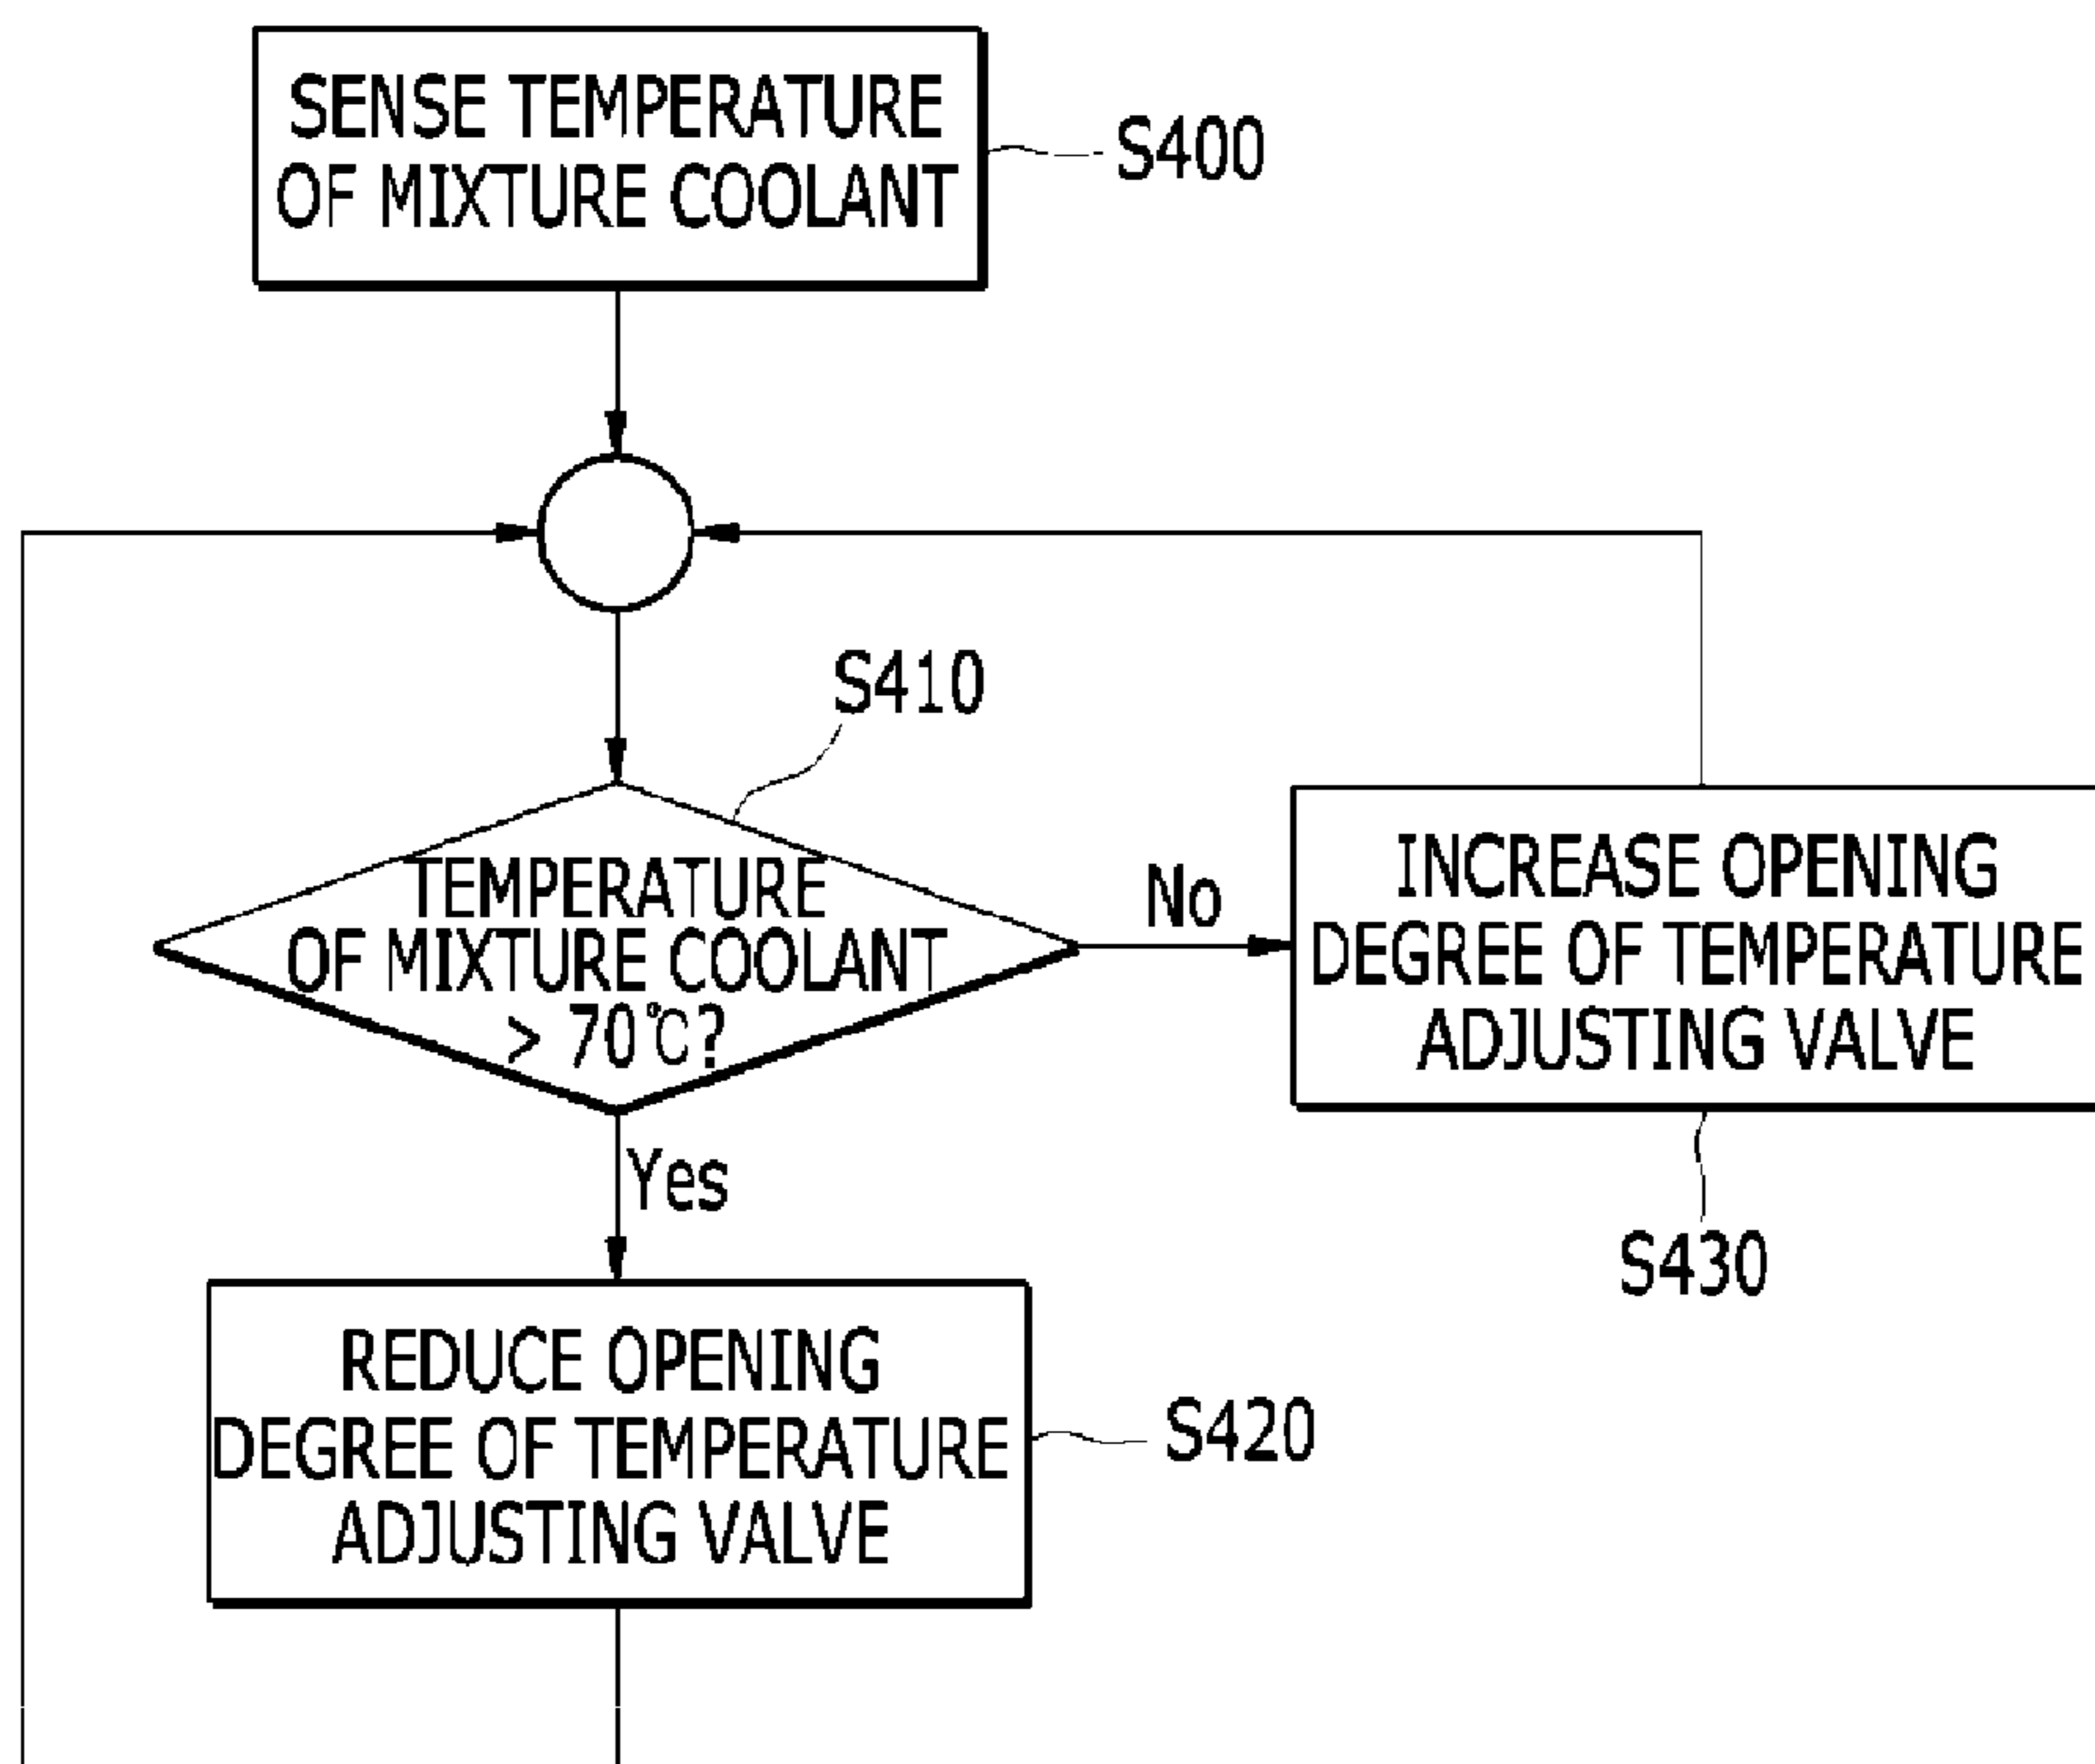 SENSE TEMPERATURE
OF MIXTURE COOLANT
S400
S410
TEMPERATURE
OF MIXTURE COOLANT
> 70℃?
No
INCREASE OPENING
DEGREE OF TEMPERATURE
ADJUSTING VALVE
S430
Yes
REDUCE OPENING
DEGREE OF TEMPERATURE
ADJUSTING VALVE
S420